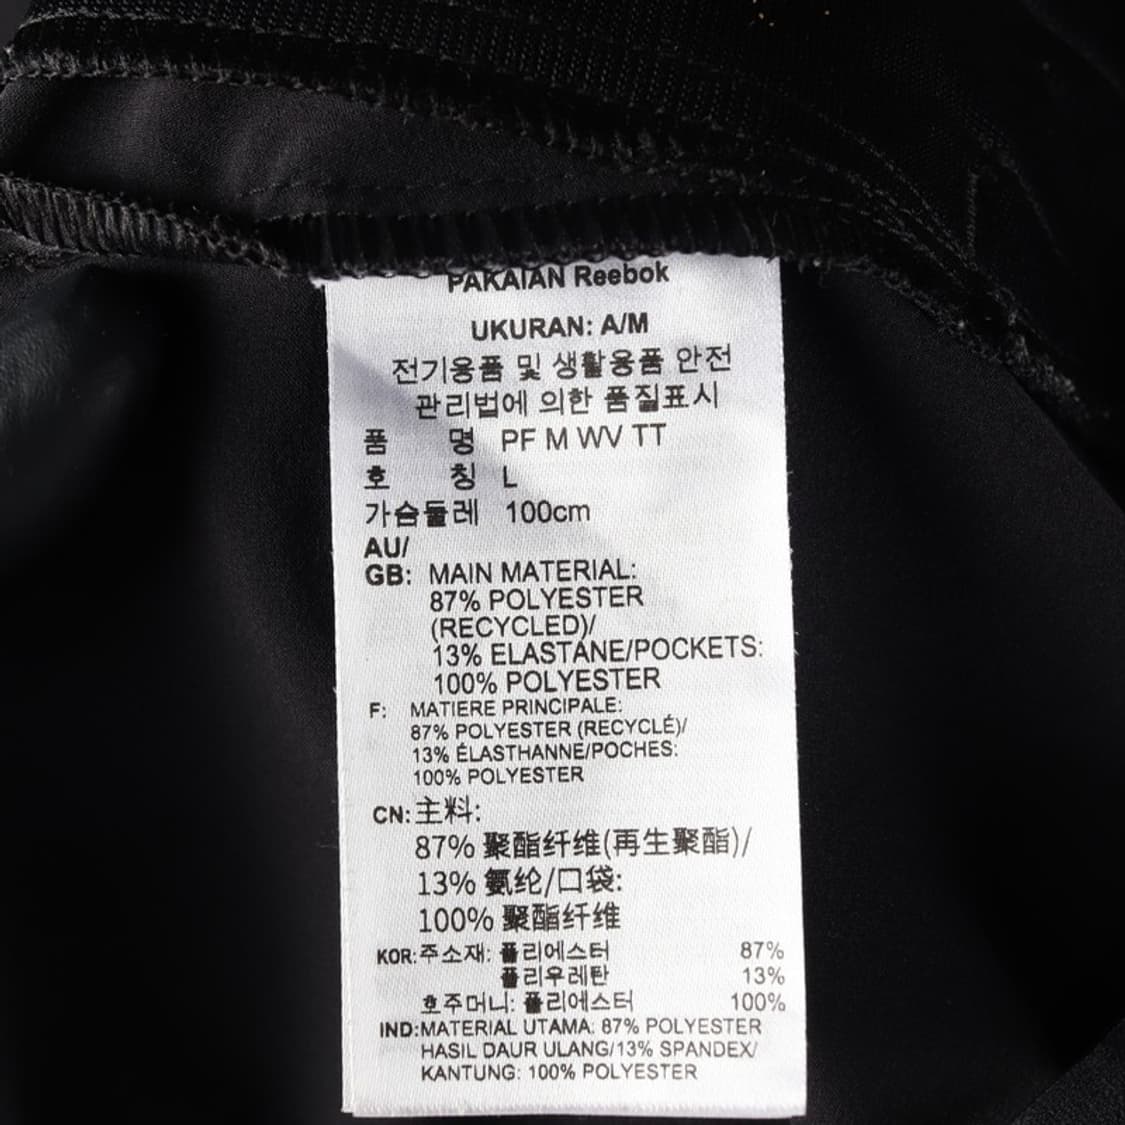 PAKAIAN Reebok
UKURAN: A/M
전기용품 및 생활용품 안전
관리법에 의한 품질표시
품 명 PF M WV TT
호 칭 L
가슴둘레 100cm
AU/
GB: MAIN MATERIAL:
87% POLYESTER
(RECYCLED)/
13% ELASTANE/POCKETS:
100% POLYESTER
F: MATIERE PRINCIPALE:
87% POLYESTER (RECYCLÉ)/
13% ÉLASTHANNE/POCHES:
100% POLYESTER
CN: 主料:
87% 聚酯纤维(再生聚酯)/
13% 氨纶/口袋:
100% 聚酯纤维
KOR: 주소재: 폴리에스터 87%
폴리우레탄 13%
호주머니: 폴리에스터 100%
IND: MATERIAL UTAMA: 87% POLYESTER
HASIL DAUR ULANG/13% SPANDEX/
KANTUNG: 100% POLYESTER